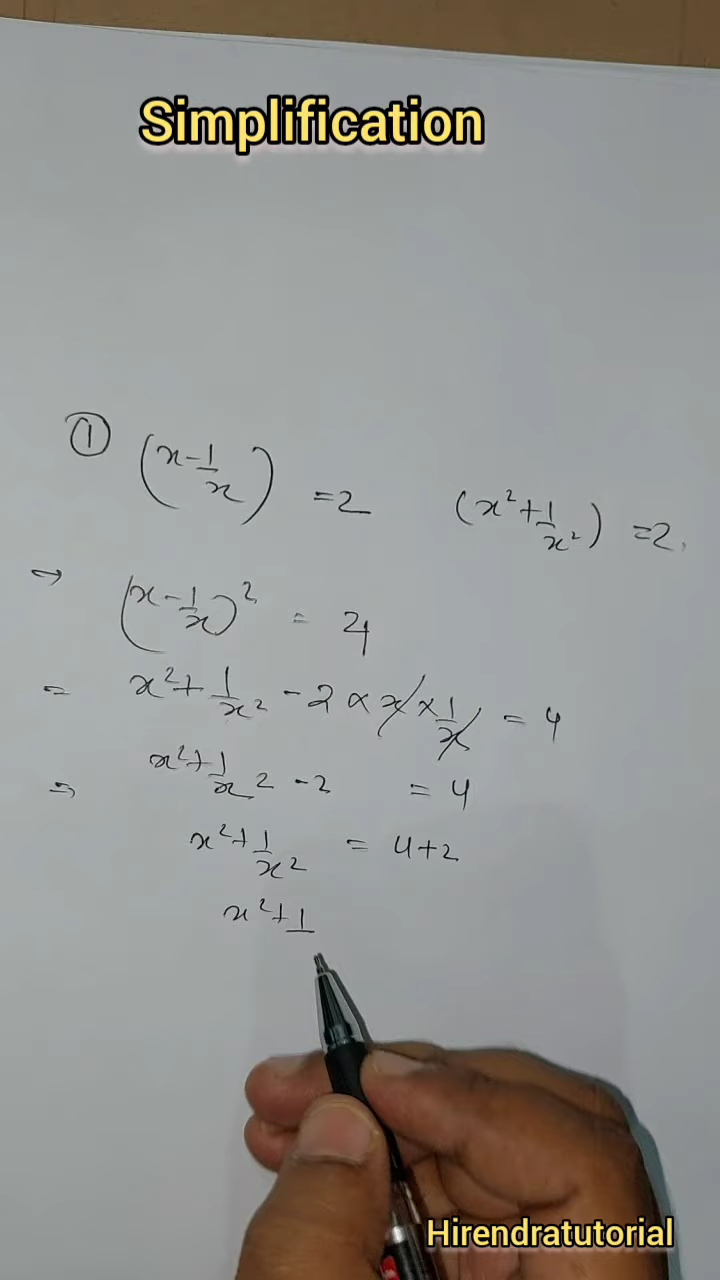 Simplification
① (x - 1/x) = 2 (x² + 1/x²) = 2.
→ (x - 1/x)² = 4
= x² + 1/x² - 2 × x × 1/x = 4
⇒ x² + 1/x² - 2 = 4
x² + 1/x² = 4+2
x² + 1
Hirendratutorial